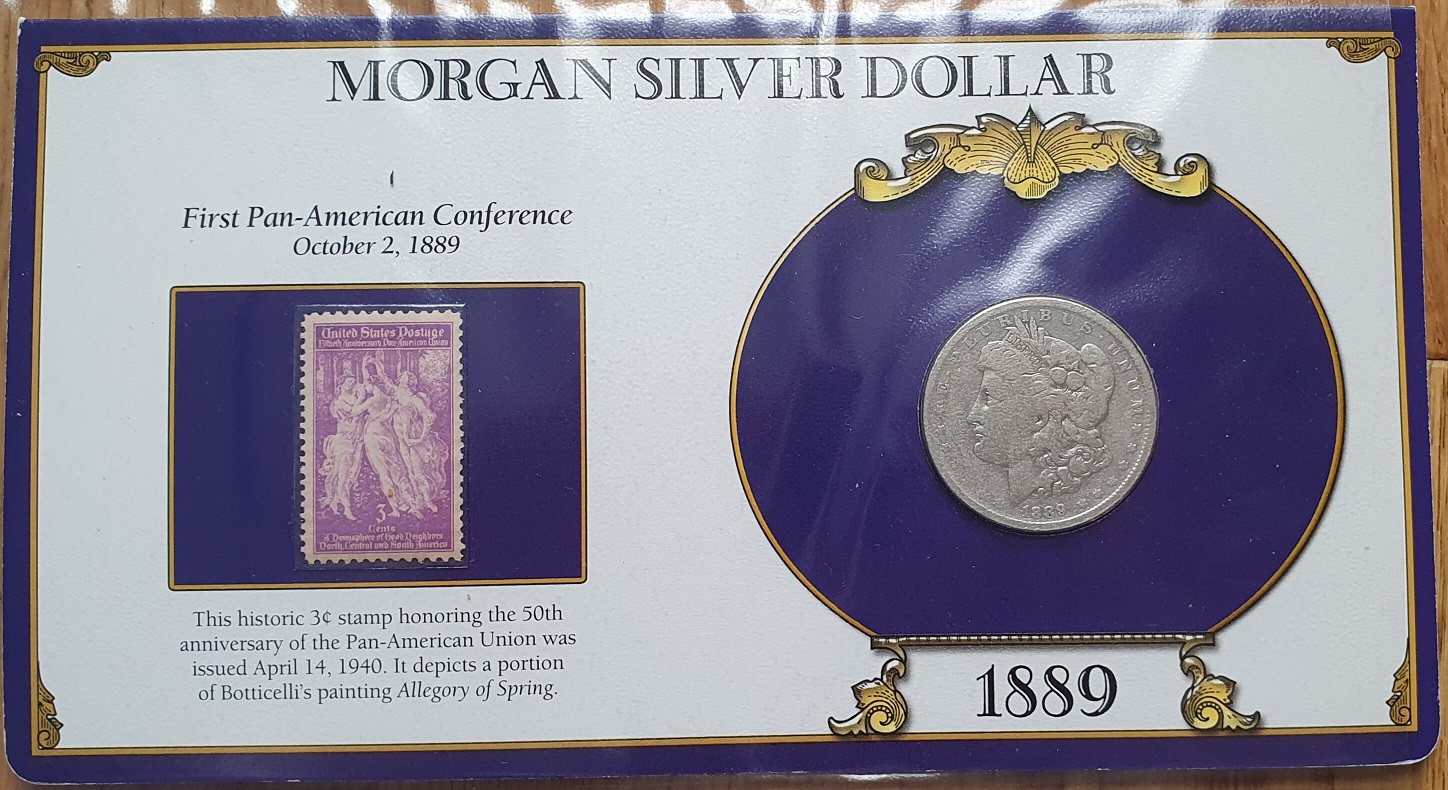 MORGAN SILVER DOLLAR
First Pan-American Conference
October 2, 1889
United States Postage
Fiftieth Anniversary Pan-American Union
3
Cents
A Hemisphere of Good Neighbors
North, Central and South America
This historic 3¢ stamp honoring the 50th
anniversary of the Pan-American Union was
issued April 14, 1940. It depicts a portion
of Botticelli's painting Allegory of Spring.
E·PLURIBUS·UNUM
LIBERTY
1889
1889